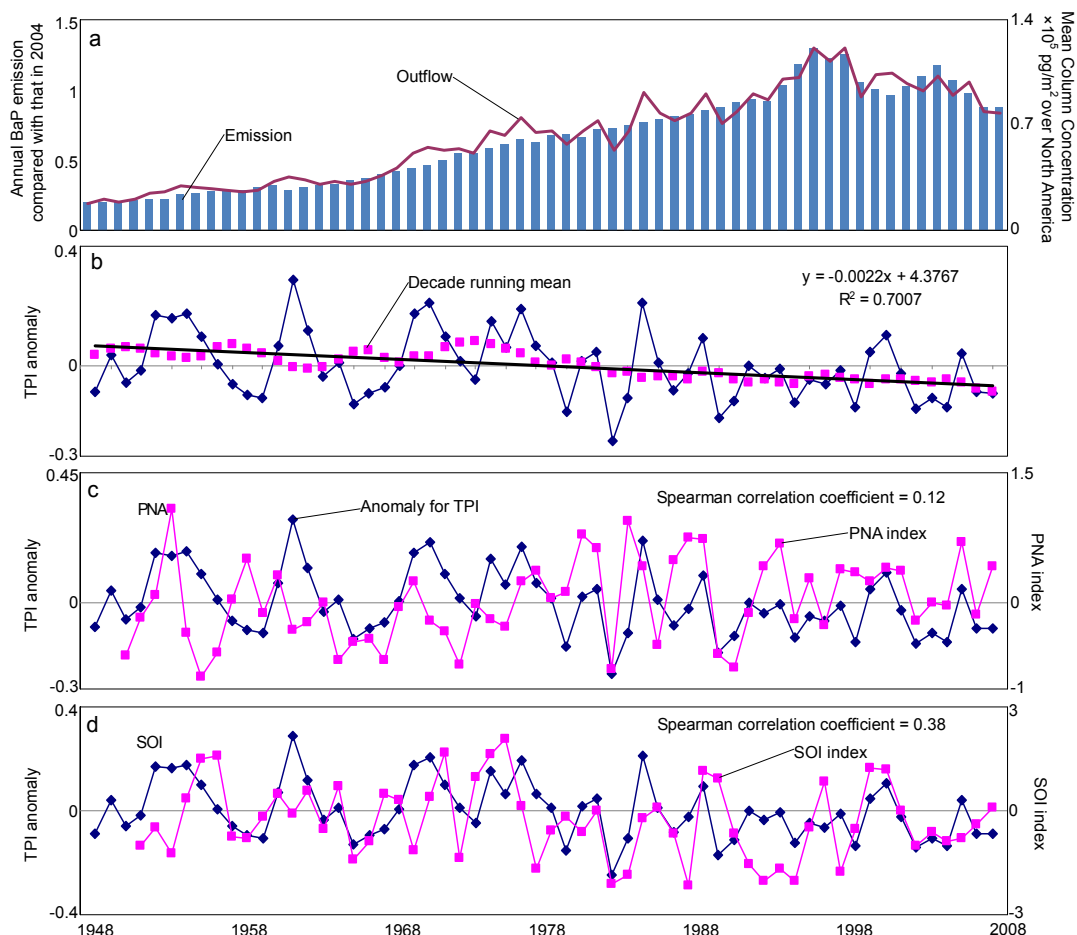 a
Annual BaP emission
compared with that in 2004
1.5
1
0.5
0
Outflow
Emission
1.4
0.7
0
Mean Column Concentration
×10⁵ pg/m² over North America
b
TPI anomaly
0.4
0
-0.3
Decade running mean
y = -0.0022x + 4.3767
R² = 0.7007
c
TPI anomaly
0.45
0
-0.3
PNA
Anomaly for TPI
Spearman correlation coefficient = 0.12
PNA index
1.5
0
-1
PNA index
d
TPI anomaly
0.4
0
-0.4
SOI
Spearman correlation coefficient = 0.38
SOI index
3
0
-3
SOI index
1948 1958 1968 1978 1988 1998 2008